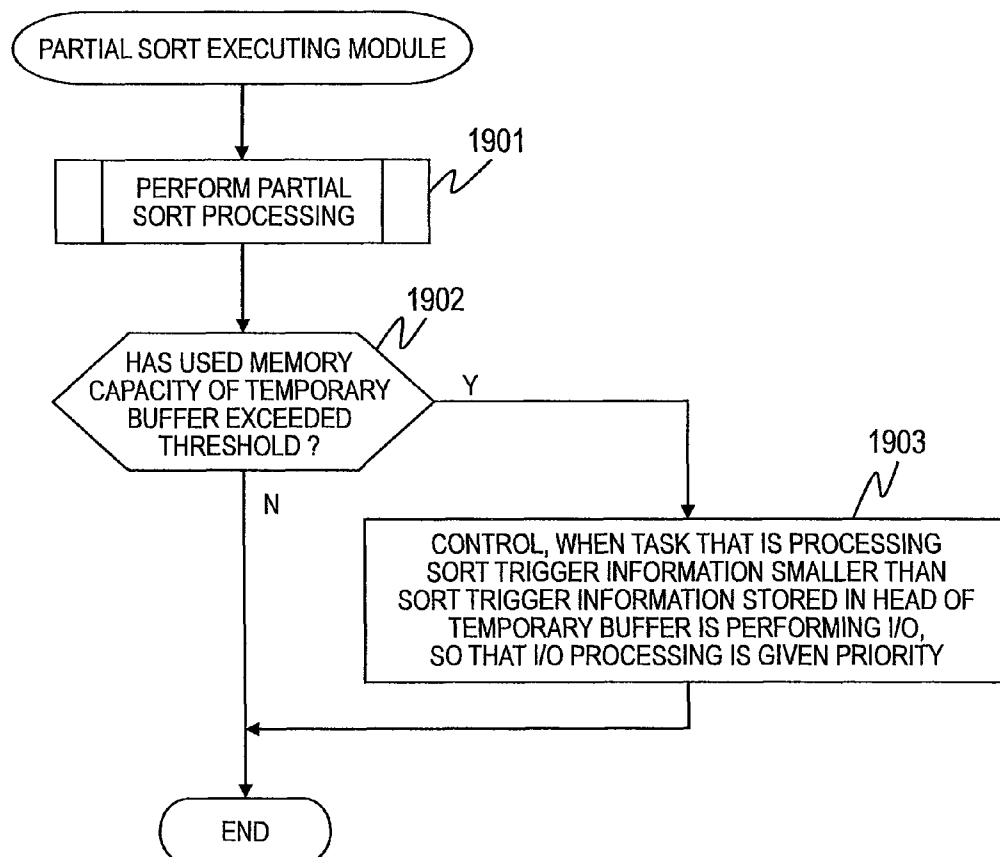 PARTIAL SORT EXECUTING MODULE
1901
PERFORM PARTIAL
SORT PROCESSING
1902
HAS USED MEMORY
CAPACITY OF TEMPORARY
BUFFER EXCEEDED
THRESHOLD ?
Y
N
1903
CONTROL, WHEN TASK THAT IS PROCESSING
SORT TRIGGER INFORMATION SMALLER THAN
SORT TRIGGER INFORMATION STORED IN HEAD OF
TEMPORARY BUFFER IS PERFORMING I/O,
SO THAT I/O PROCESSING IS GIVEN PRIORITY
END